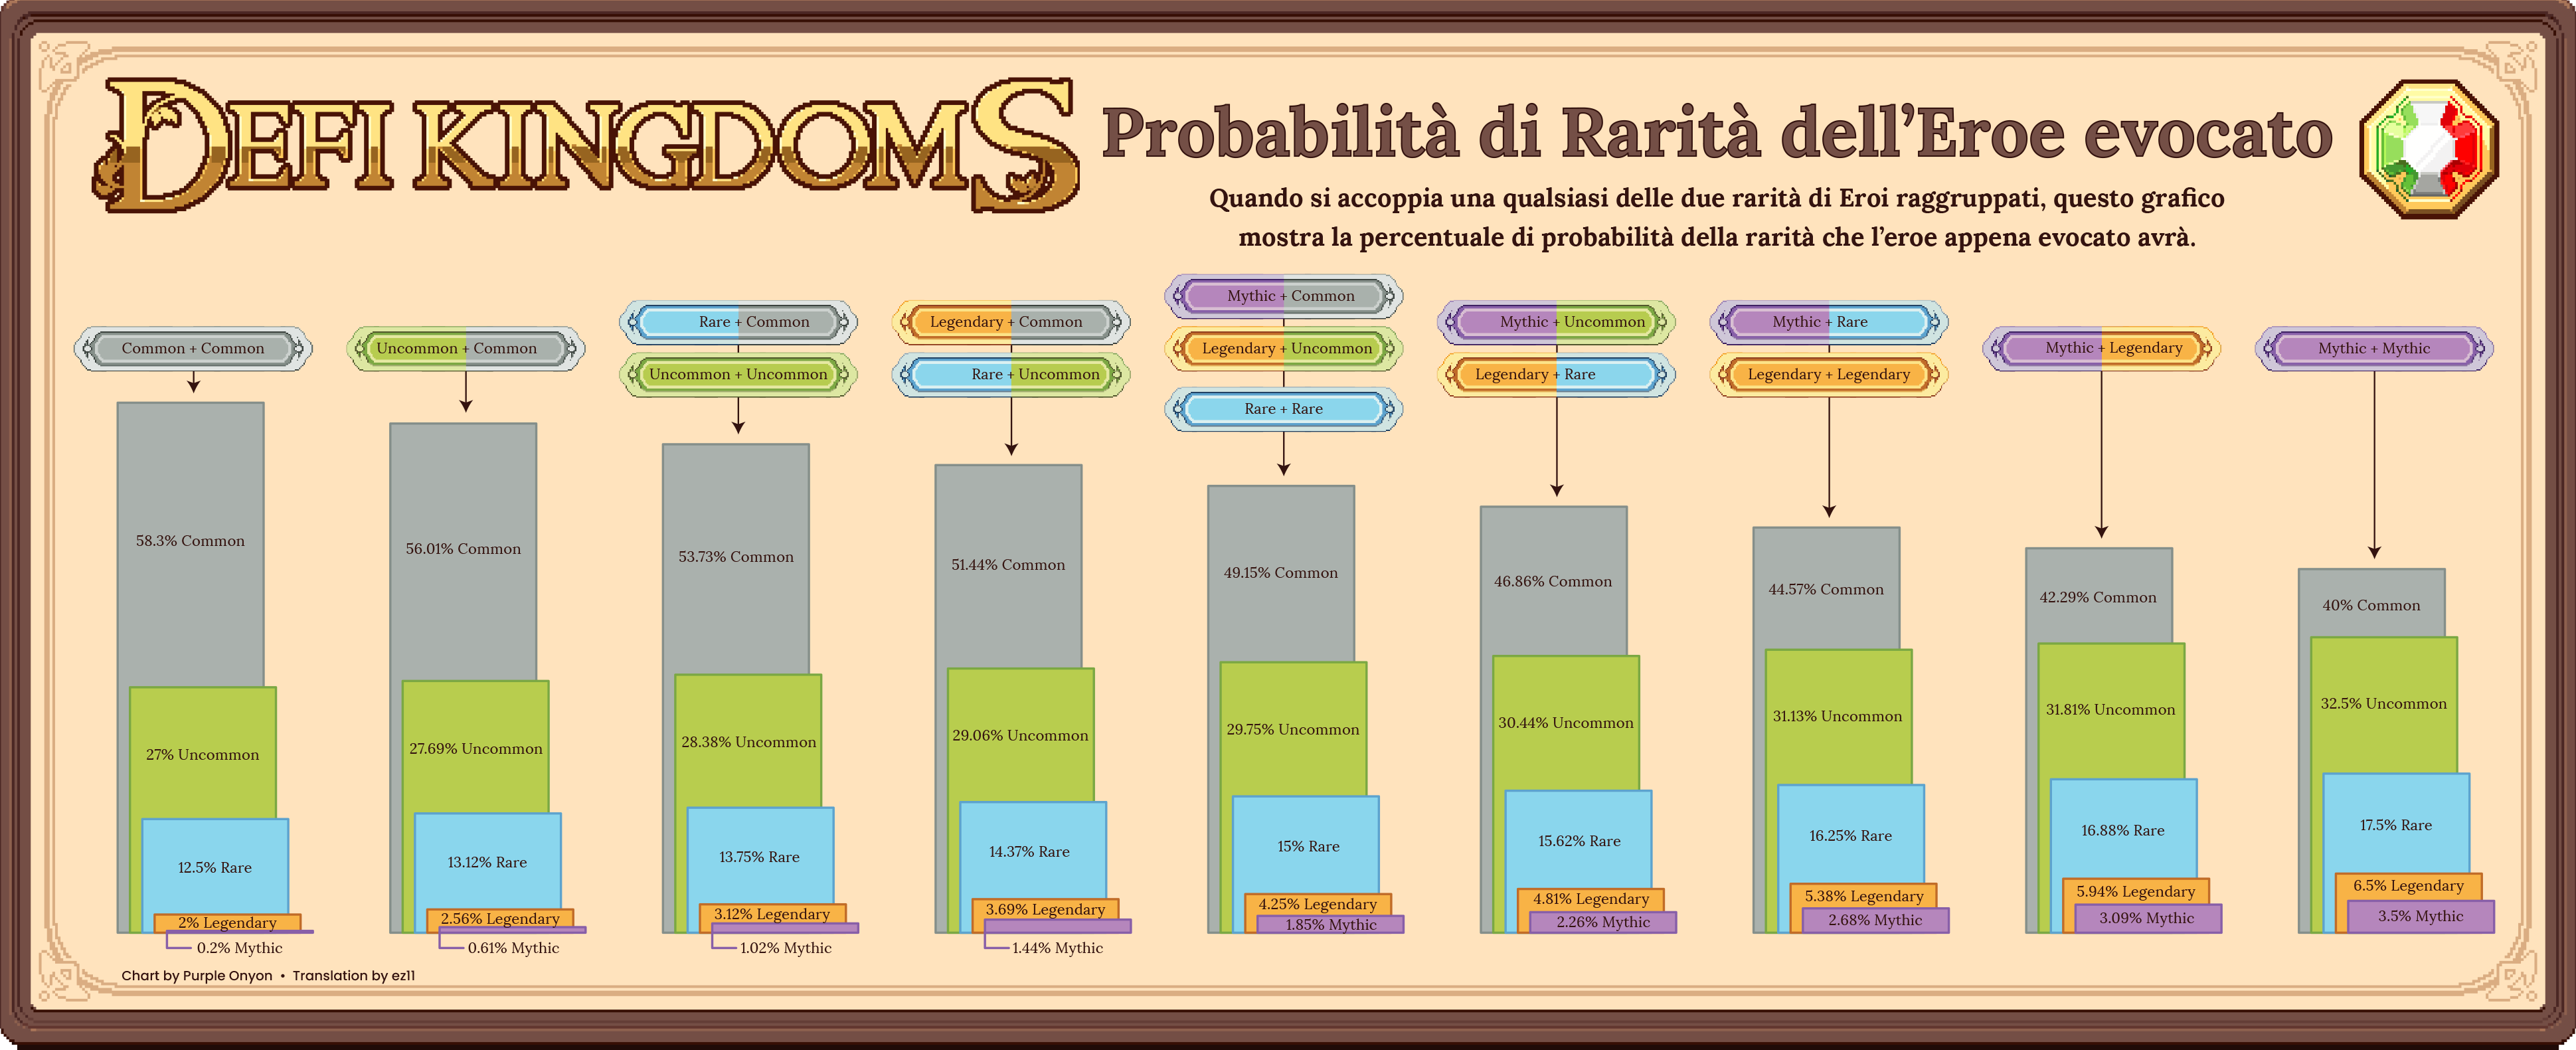 DEFI KINGDOMS
Probabilità di Rarità dell’Eroe evocato
Quando si accoppia una qualsiasi delle due rarità di Eroi raggruppati, questo grafico
mostra la percentuale di probabilità della rarità che l’eroe appena evocato avrà.
Common + Common
58.3% Common
27% Uncommon
12.5% Rare
2% Legendary
0.2% Mythic
Uncommon + Common
56.01% Common
27.69% Uncommon
13.12% Rare
2.56% Legendary
0.61% Mythic
Rare + Common
Uncommon + Uncommon
53.73% Common
28.38% Uncommon
13.75% Rare
3.12% Legendary
1.02% Mythic
Legendary + Common
Rare + Uncommon
51.44% Common
29.06% Uncommon
14.37% Rare
3.69% Legendary
1.44% Mythic
Mythic + Common
Legendary + Uncommon
Rare + Rare
49.15% Common
29.75% Uncommon
15% Rare
4.25% Legendary
1.85% Mythic
Mythic + Uncommon
Legendary + Rare
46.86% Common
30.44% Uncommon
15.62% Rare
4.81% Legendary
2.26% Mythic
Mythic + Rare
Legendary + Legendary
44.57% Common
31.13% Uncommon
16.25% Rare
5.38% Legendary
2.68% Mythic
Mythic + Legendary
42.29% Common
31.81% Uncommon
16.88% Rare
5.94% Legendary
3.09% Mythic
Mythic + Mythic
40% Common
32.5% Uncommon
17.5% Rare
6.5% Legendary
3.5% Mythic
Chart by Purple Onyon • Translation by ez11